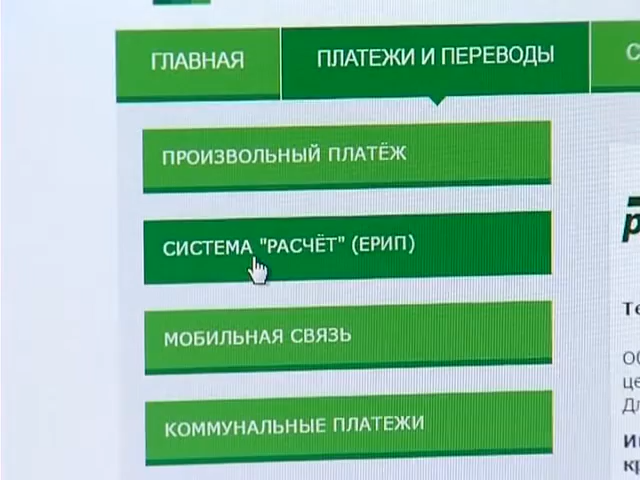 ГЛАВНАЯ
ПЛАТЕЖИ И ПЕРЕВОДЫ
С
ПРОИЗВОЛЬНЫЙ ПЛАТЁЖ
СИСТЕМА "РАСЧЁТ" (ЕРИП)
МОБИЛЬНАЯ СВЯЗЬ
КОММУНАЛЬНЫЕ ПЛАТЕЖИ